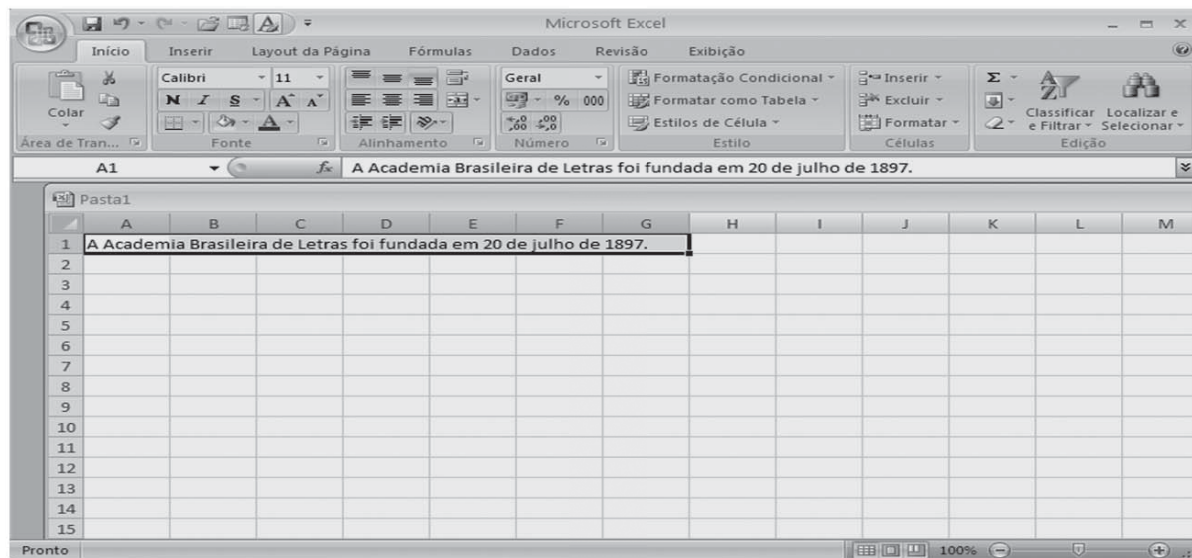 Microsoft Excel
Início Inserir Layout da Página Fórmulas Dados Revisão Exibição
Colar
Calibri 11
N I S A A
A
Geral
% 000
,00 ,0
,00
Formatação Condicional
Formatar como Tabela
Estilos de Célula
Inserir
Excluir
Formatar
Σ
Classificar e Filtrar
Localizar e Selecionar
Área de Tran... Fonte Alinhamento Número Estilo Células Edição
A1 fx A Academia Brasileira de Letras foi fundada em 20 de julho de 1897.
Pasta1
A B C D E F G H I J K L M
1 A Academia Brasileira de Letras foi fundada em 20 de julho de 1897.
2
3
4
5
6
7
8
9
10
11
12
13
14
15
Pronto 100%